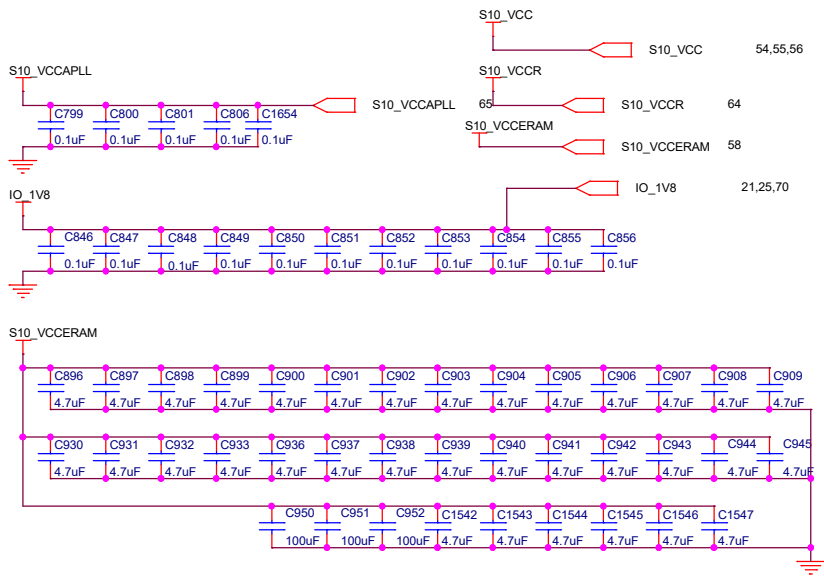 S10_VCC
S10_VCC 54,55,56
S10_VCCAPLL S10_VCCR
C799 C800 C801 C806 C1654 S10_VCCAPLL 65 S10_VCCR 64
0.1uF 0.1uF 0.1uF 0.1uF 0.1uF S10_VCCERAM
S10_VCCERAM 58
IO_1V8 IO_1V8 21,25,70
C846 C847 C848 C849 C850 C851 C852 C853 C854 C855 C856
0.1uF 0.1uF 0.1uF 0.1uF 0.1uF 0.1uF 0.1uF 0.1uF 0.1uF 0.1uF 0.1uF
S10_VCCERAM
C896 C897 C898 C899 C900 C901 C902 C903 C904 C905 C906 C907 C908 C909
4.7uF 4.7uF 4.7uF 4.7uF 4.7uF 4.7uF 4.7uF 4.7uF 4.7uF 4.7uF 4.7uF 4.7uF 4.7uF 4.7uF
C930 C931 C932 C933 C936 C937 C938 C939 C940 C941 C942 C943 C944 C945
4.7uF 4.7uF 4.7uF 4.7uF 4.7uF 4.7uF 4.7uF 4.7uF 4.7uF 4.7uF 4.7uF 4.7uF 4.7uF 4.7uF
C950 C951 C952 C1542 C1543 C1544 C1545 C1546 C1547
100uF 100uF 100uF 4.7uF 4.7uF 4.7uF 4.7uF 4.7uF 4.7uF